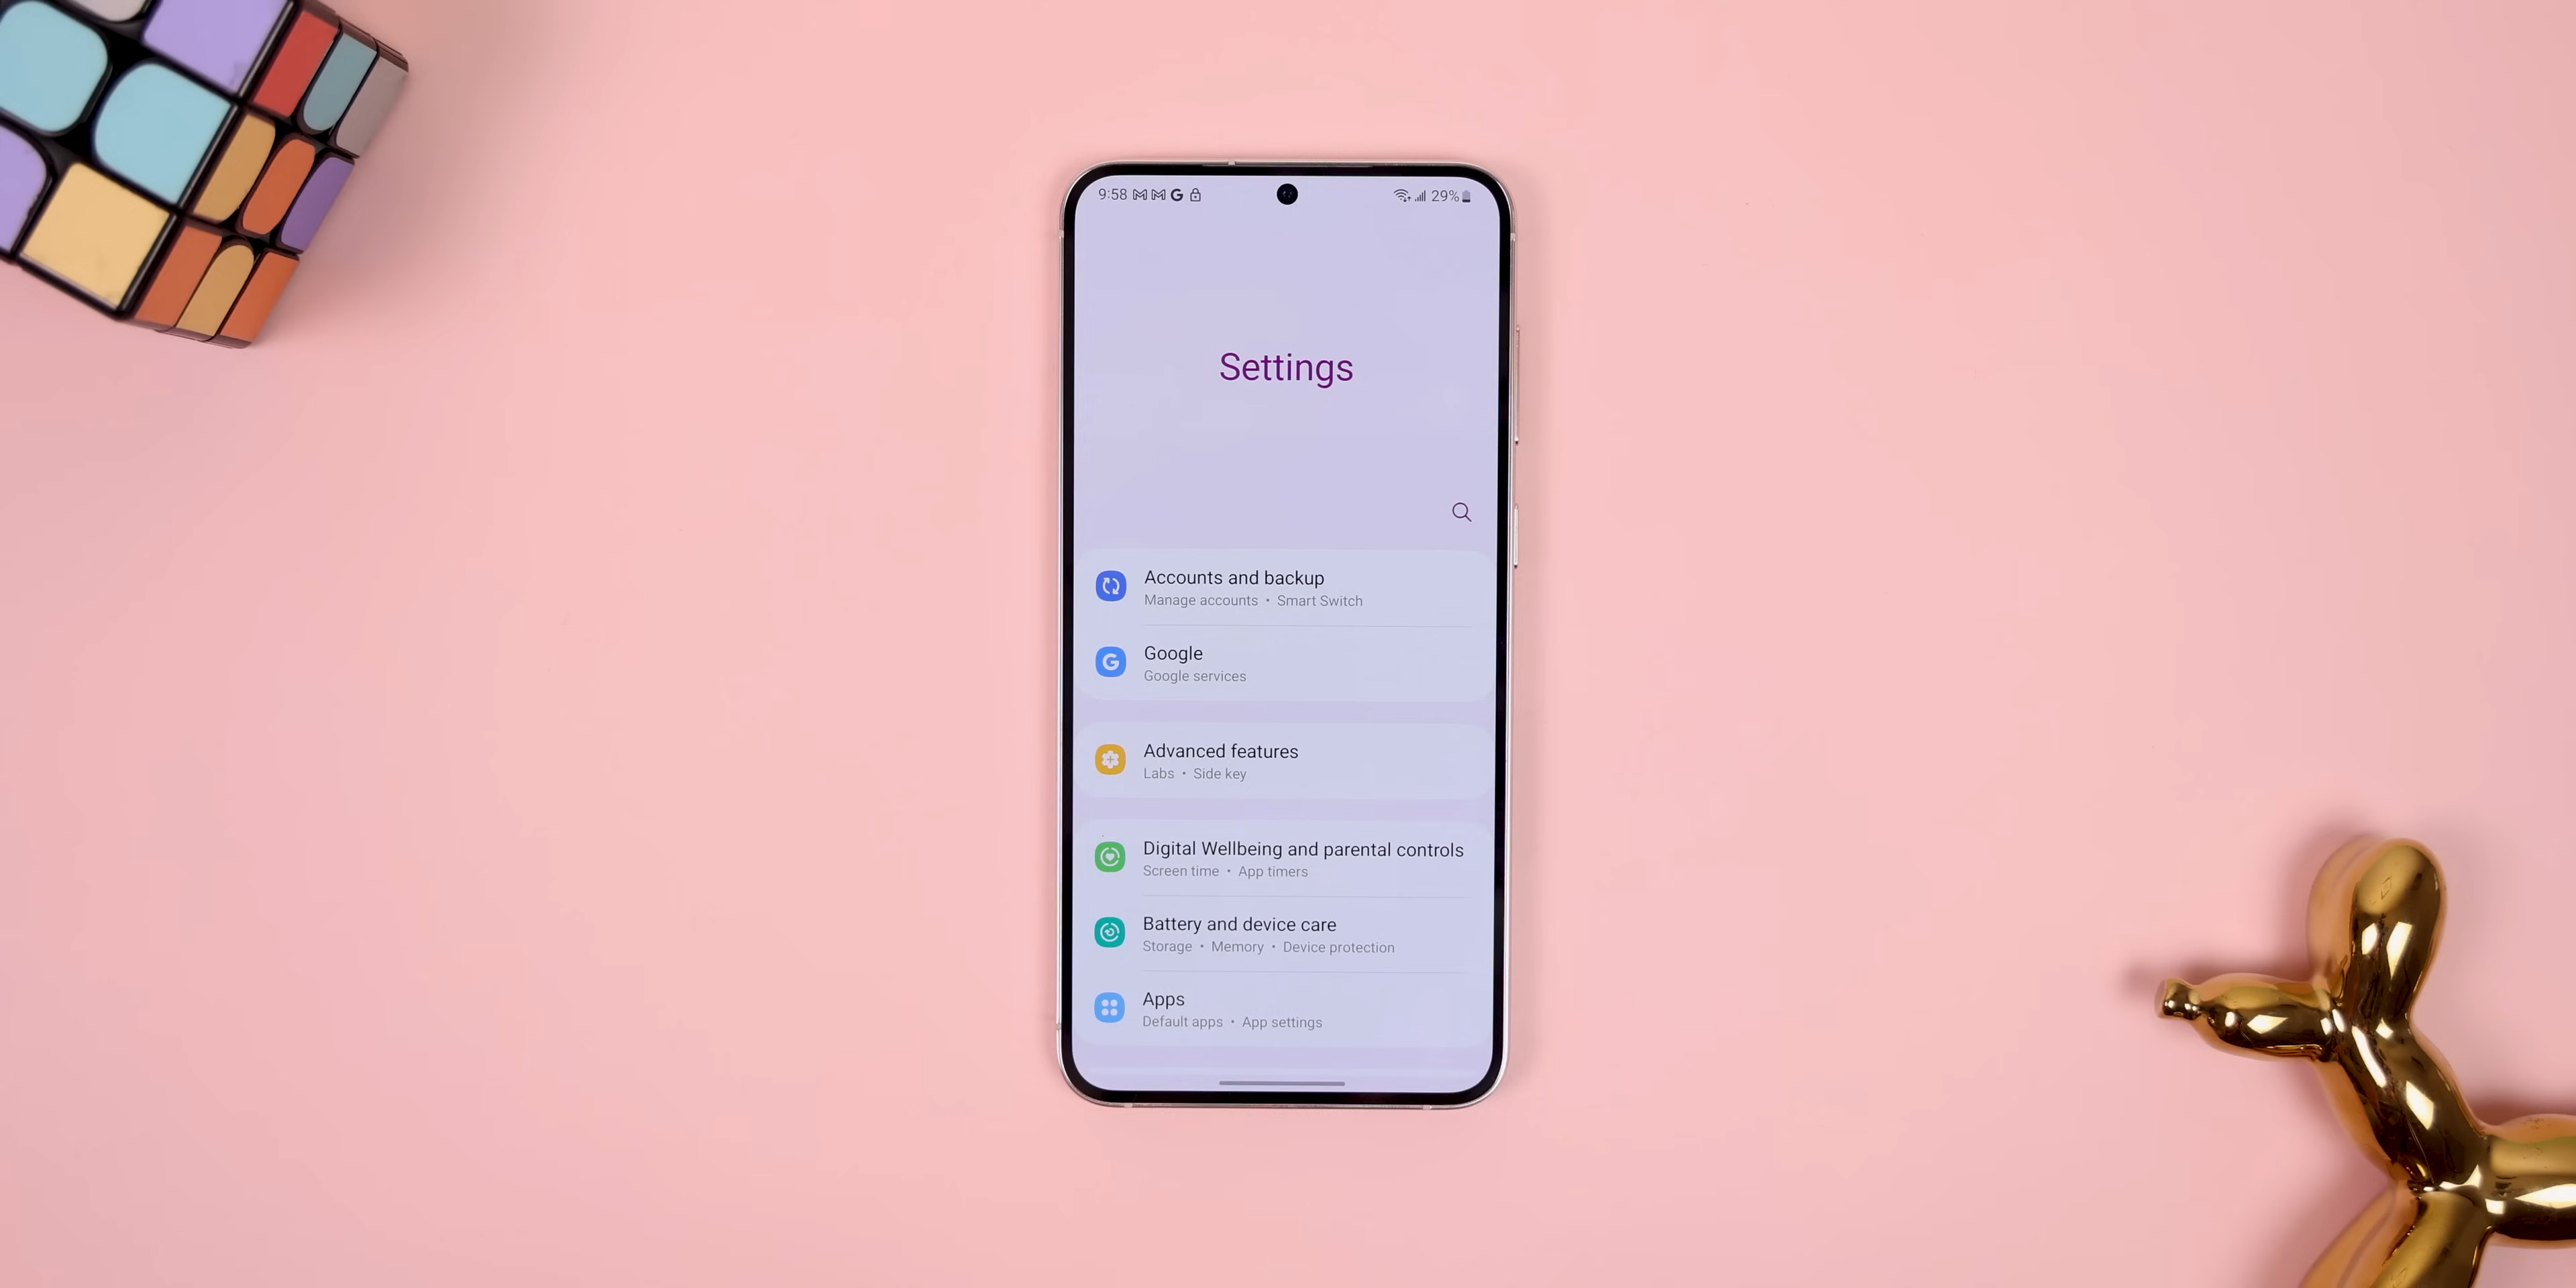 9:58 29%
Settings
Accounts and backup
Manage accounts • Smart Switch
Google
Google services
Advanced features
Labs • Side key
Digital Wellbeing and parental controls
Screen time • App timers
Battery and device care
Storage • Memory • Device protection
Apps
Default apps • App settings